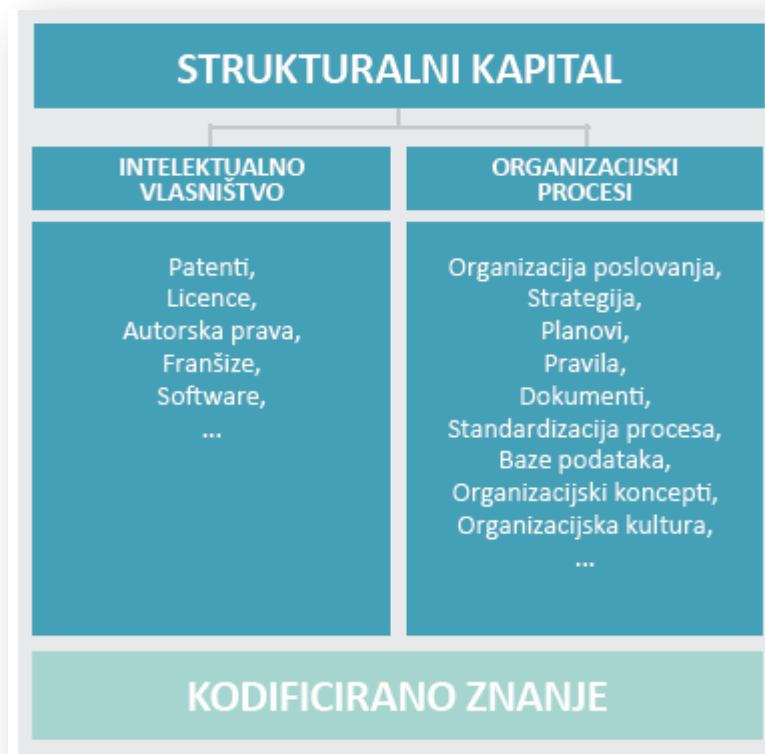 STRUKTURALNI KAPITAL
INTELEKTUALNO
VLASNIŠTVO
Patenti,
Licence,
Autorska prava,
Franšize,
Software,
...
ORGANIZACIJSKI
PROCESI
Organizacija poslovanja,
Strategija,
Planovi,
Pravila,
Dokumenti,
Standardizacija procesa,
Baze podataka,
Organizacijski koncepti,
Organizacijska kultura,
...
KODIFICIRANO ZNANJE